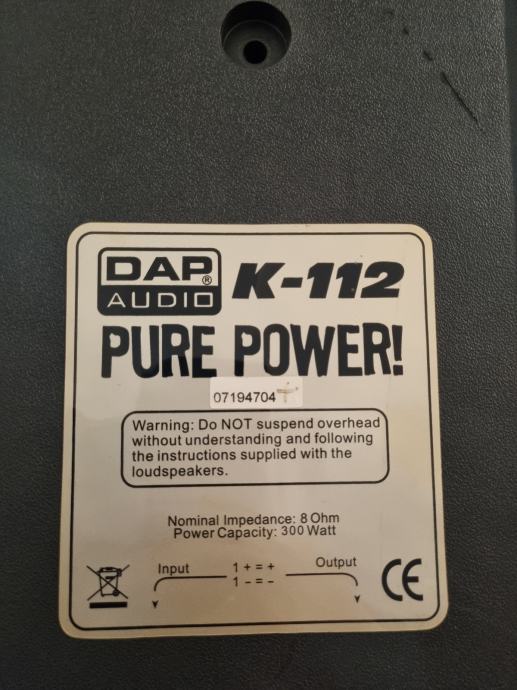 DAP®
AUDIO
K-112
PURE POWER!
07194704
Warning: Do NOT suspend overhead
without understanding and following
the instructions supplied with the
loudspeakers.
Nominal Impedance: 8 Ohm
Power Capacity: 300 Watt
Input 1 + = + Output
1 - = -
CE